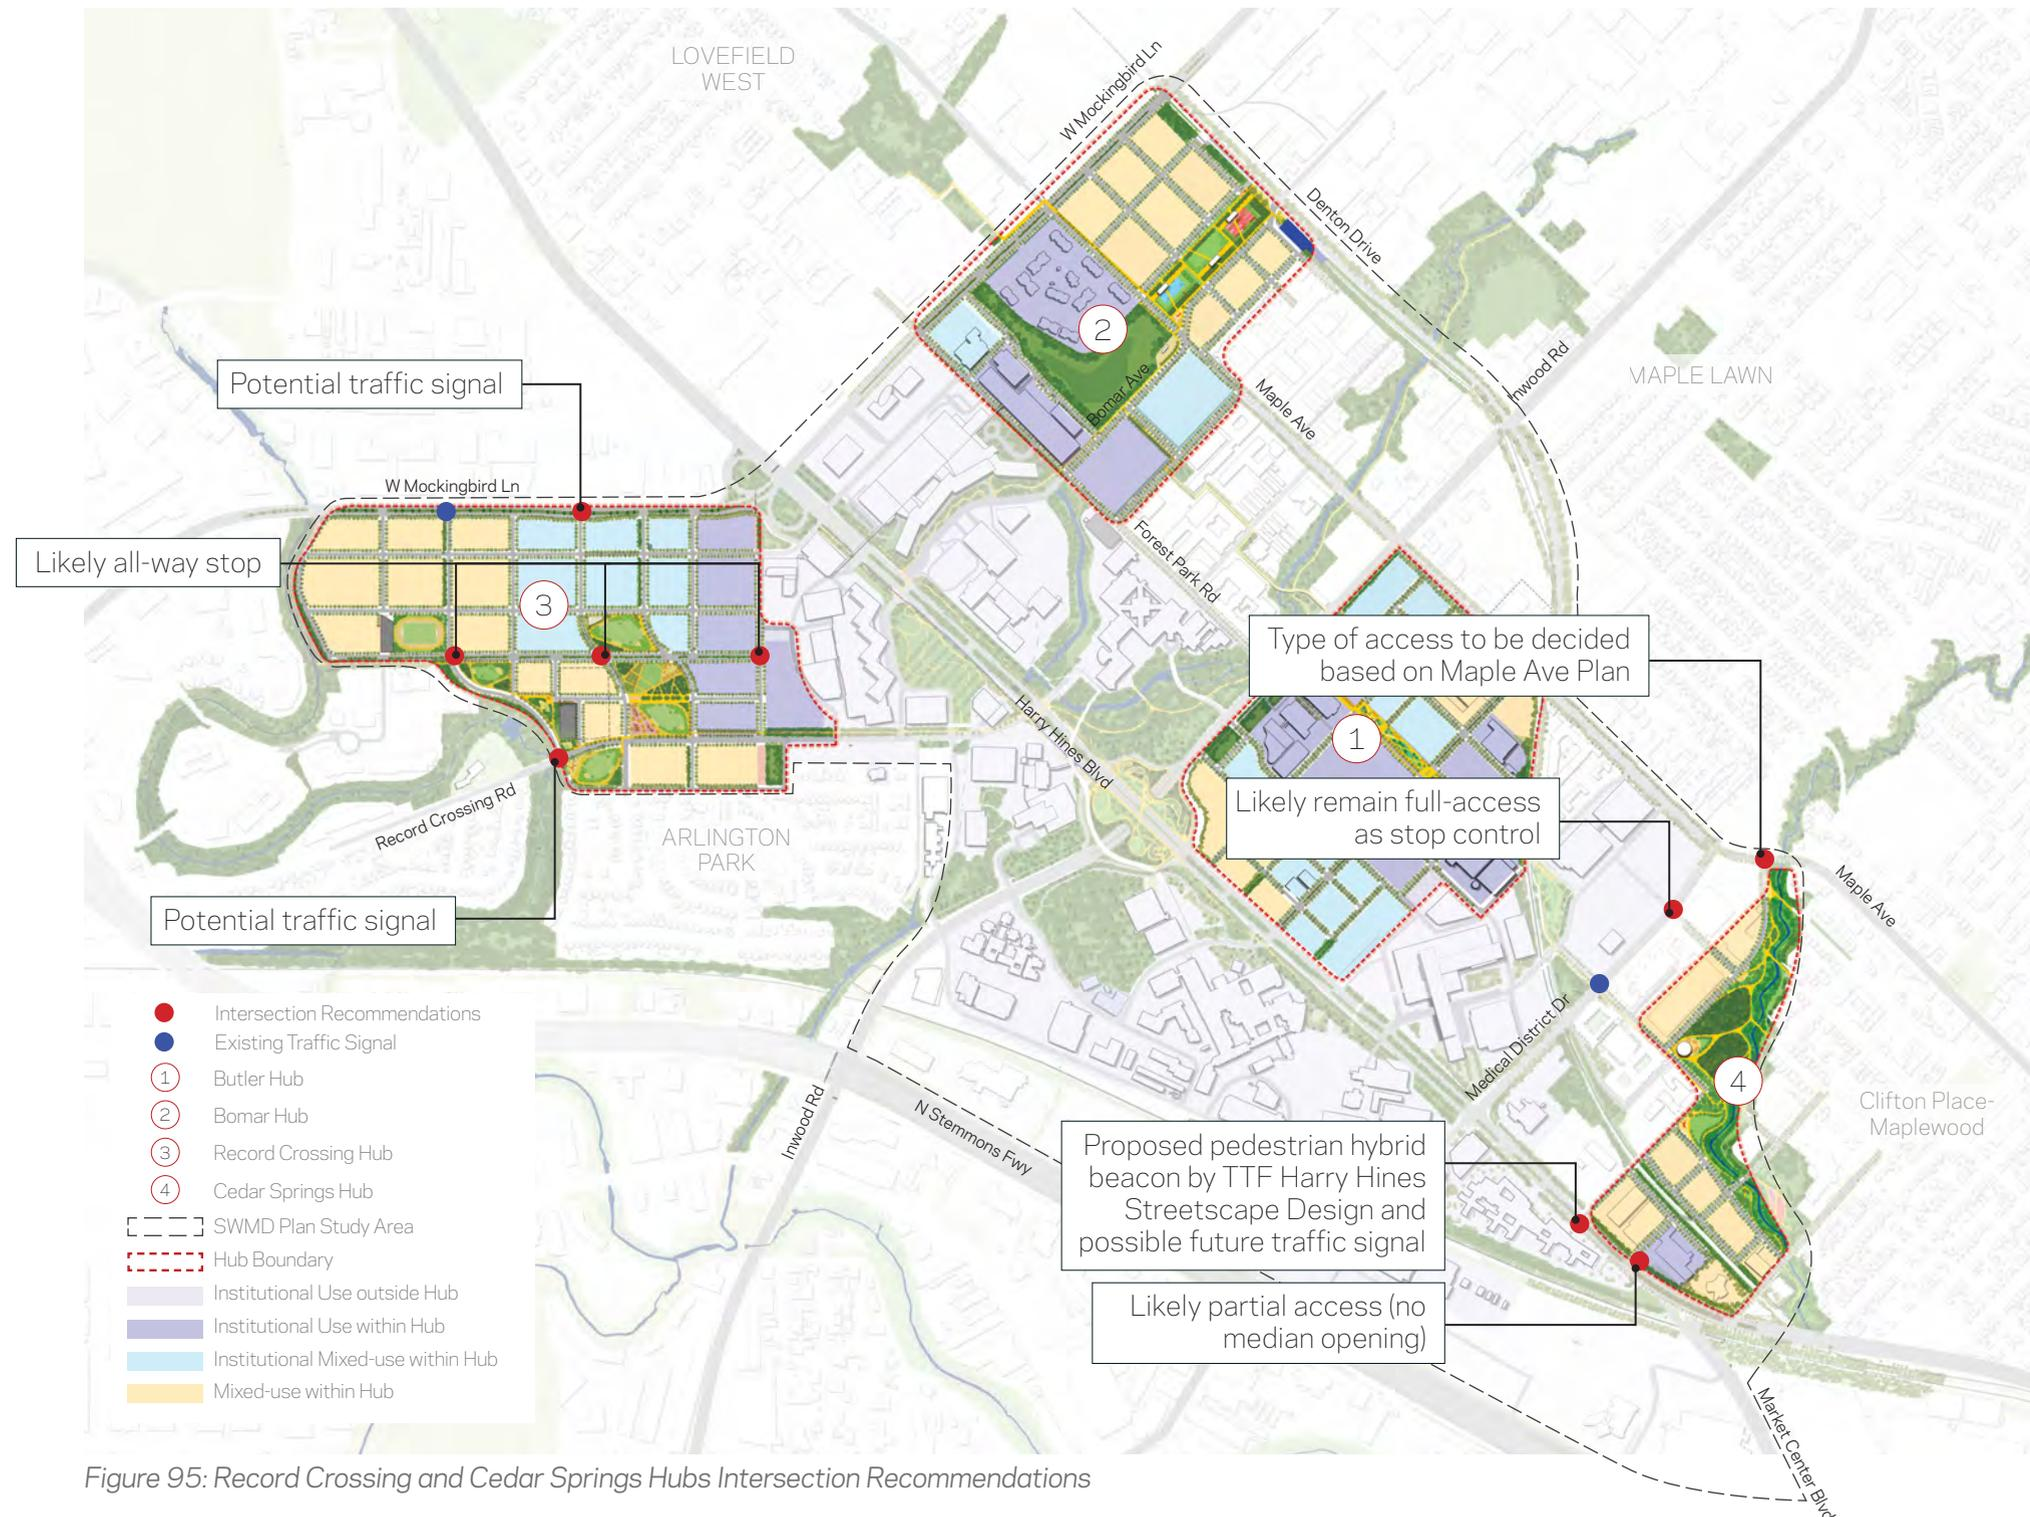 LOVEFIELD
WEST
W Mockingbird Ln
Denton Drive
2
Inwood Rd
MAPLE LAWN
Potential traffic signal
Bomar Ave
Maple Ave
W Mockingbird Ln
Likely all-way stop
Forest Park Rd
3
Type of access to be decided
based on Maple Ave Plan
Harry Hines Blvd
1
Likely remain full-access
as stop control
Record Crossing Rd
ARLINGTON
PARK
Maple Ave
Potential traffic signal
Medical District Dr
4
Clifton Place-
Maplewood
Inwood Rd
N Stemmons Fwy
Proposed pedestrian hybrid
beacon by TTF Harry Hines
Streetscape Design and
possible future traffic signal
Likely partial access (no
median opening)
Market Center Blvd
Intersection Recommendations
Existing Traffic Signal
1 Butler Hub
2 Bomar Hub
3 Record Crossing Hub
4 Cedar Springs Hub
SWMD Plan Study Area
Hub Boundary
Institutional Use outside Hub
Institutional Use within Hub
Institutional Mixed-use within Hub
Mixed-use within Hub
Figure 95: Record Crossing and Cedar Springs Hubs Intersection Recommendations